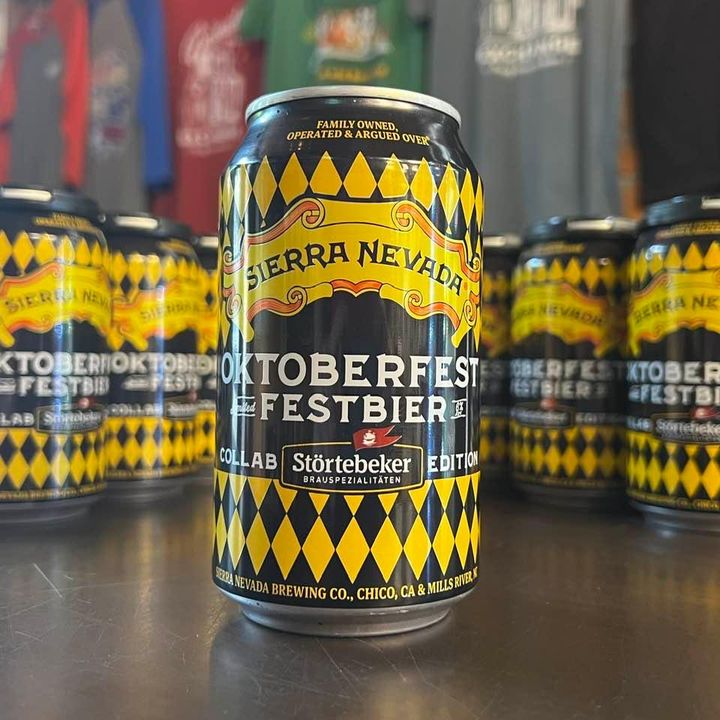 FAMILY OWNED,
OPERATED & ARGUED OVER
SIERRA NEVADA
OKTOBERFEST
FESTBIER
COLLAB
Störtebeker
BRAUSPEZIALITÄTEN
EDITION
SIERRA NEVADA BREWING CO., CHICO, CA & MILLS RIVER, NC